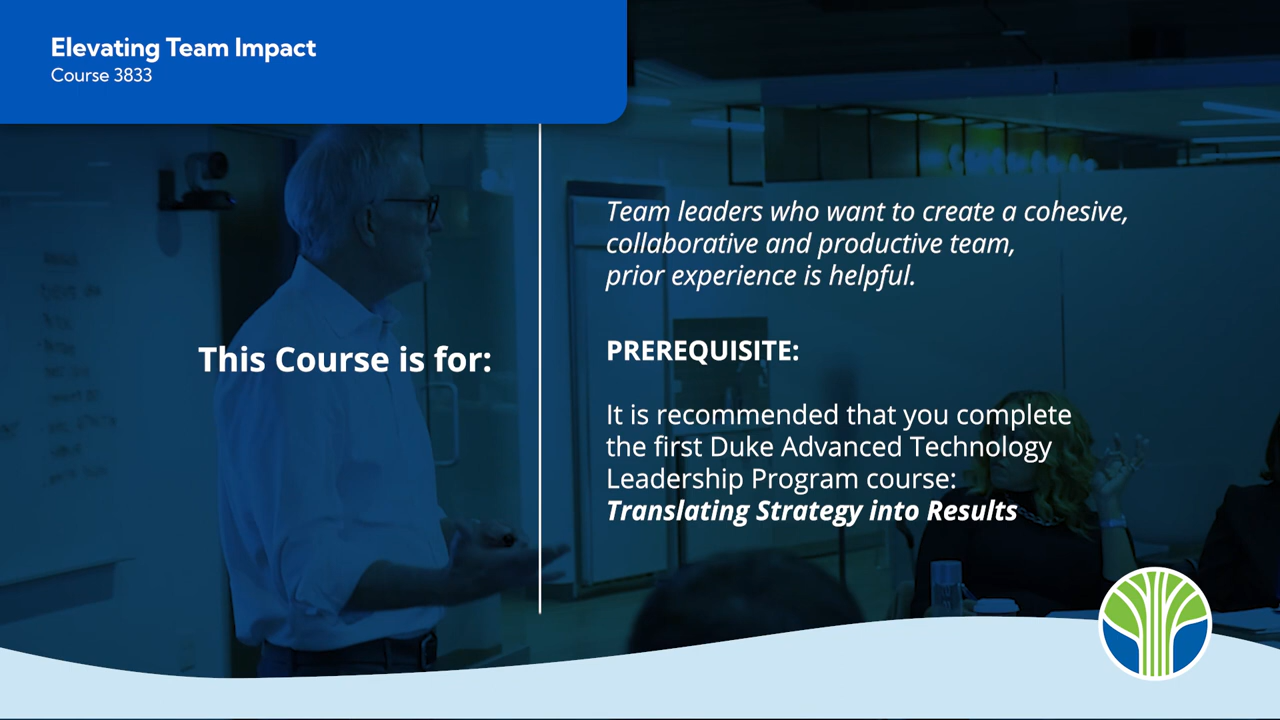 Elevating Team Impact
Course 3833
This Course is for:
Team leaders who want to create a cohesive,
collaborative and productive team,
prior experience is helpful.
PREREQUISITE:
It is recommended that you complete
the first Duke Advanced Technology
Leadership Program course:
Translating Strategy into Results